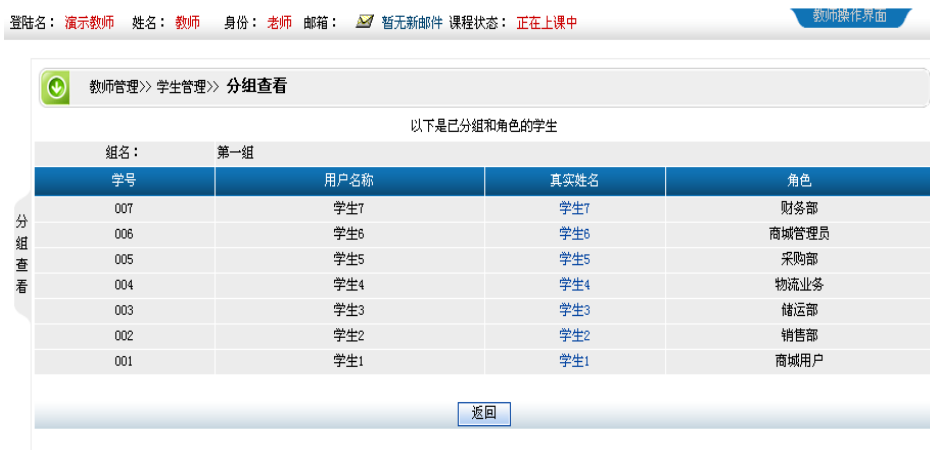 登陆名： 演示教师 姓名： 教师 身份： 老师 邮箱： 暂无新邮件 课程状态： 正在上课中 教师操作界面
教师管理>> 学生管理>> 分组查看
以下是已分组和角色的学生
组名： 第一组
学号 用户名称 真实姓名 角色
007 学生7 学生7 财务部
006 学生6 学生6 商城管理员
005 学生5 学生5 采购部
004 学生4 学生4 物流业务
003 学生3 学生3 储运部
002 学生2 学生2 销售部
001 学生1 学生1 商城用户
返回
分组查看